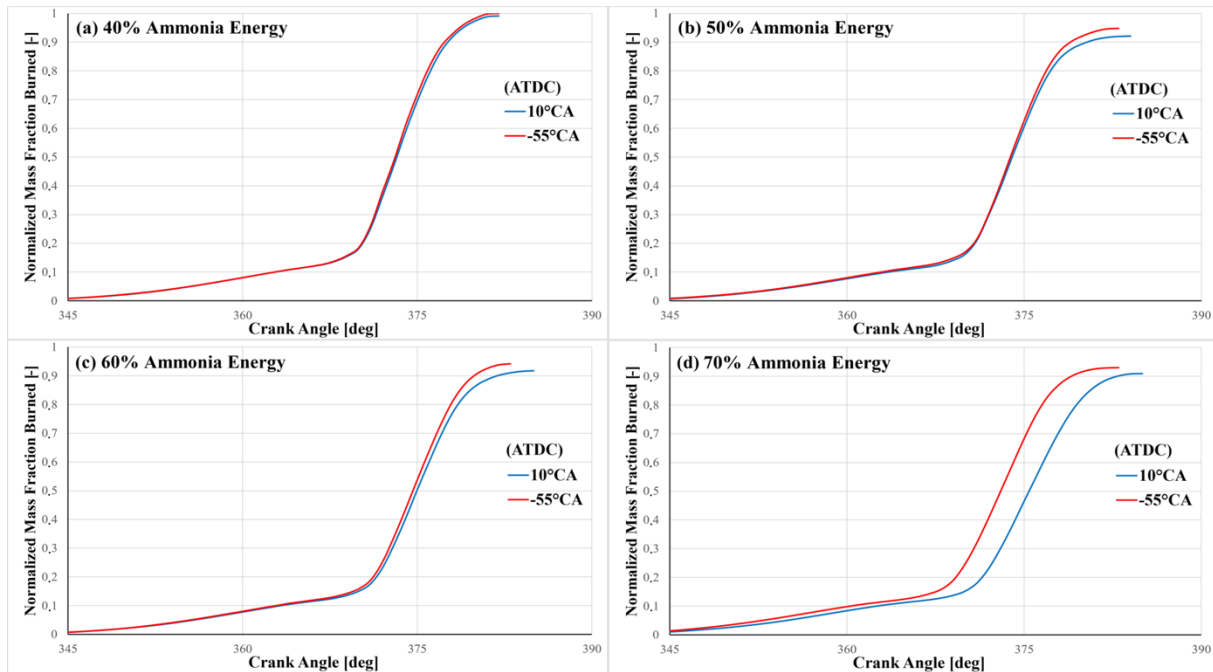 (a) 40% Ammonia Energy
Normalized Mass Fraction Burned [-]
1
0,9
0,8
0,7
0,6
0,5
0,4
0,3
0,2
0,1
0
(ATDC)
10°CA
-55°CA
345
360
375
390
Crank Angle [deg]
(b) 50% Ammonia Energy
Normalized Mass Fraction Burned [-]
1
0,9
0,8
0,7
0,6
0,5
0,4
0,3
0,2
0,1
0
(ATDC)
10°CA
-55°CA
345
360
375
390
Crank Angle [deg]
(c) 60% Ammonia Energy
Normalized Mass Fraction Burned [-]
1
0,9
0,8
0,7
0,6
0,5
0,4
0,3
0,2
0,1
0
(ATDC)
10°CA
-55°CA
345
360
375
390
Crank Angle [deg]
(d) 70% Ammonia Energy
Normalized Mass Fraction Burned [-]
1
0,9
0,8
0,7
0,6
0,5
0,4
0,3
0,2
0,1
0
(ATDC)
10°CA
-55°CA
345
360
375
390
Crank Angle [deg]